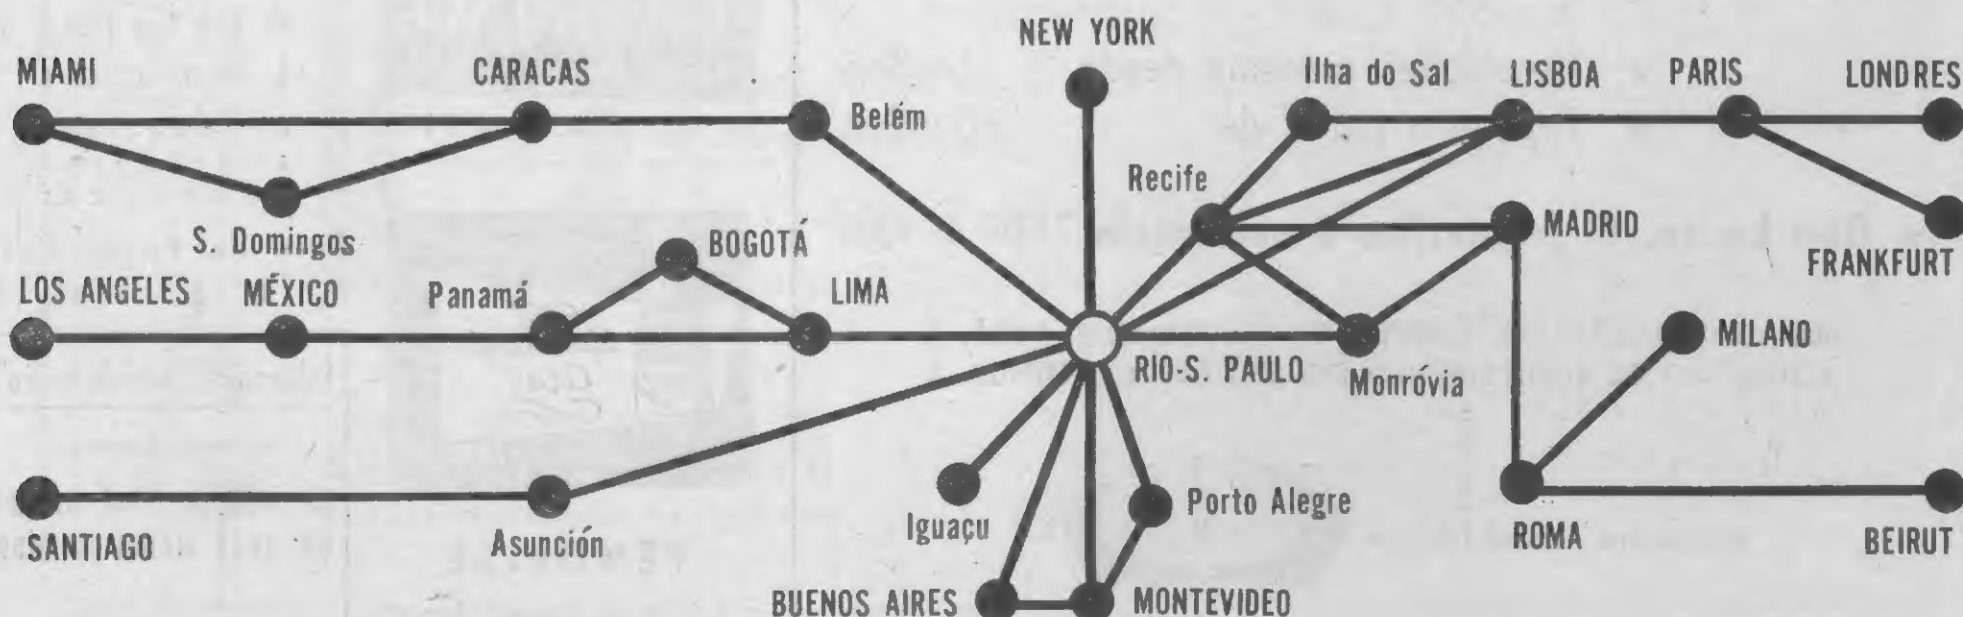 NEW YORK
MIAMI
CARACAS
Belém
Ilha do Sal
LISBOA
PARIS
LONDRES
Recife
MADRID
S. Domingos
BOGOTÁ
FRANKFURT
LOS ANGELES
MÉXICO
Panamá
LIMA
MILANO
RIO-S. PAULO
Monróvia
Iguaçu
Porto Alegre
SANTIAGO
Asunción
ROMA
BEIRUT
BUENOS AIRES
MONTEVIDEO